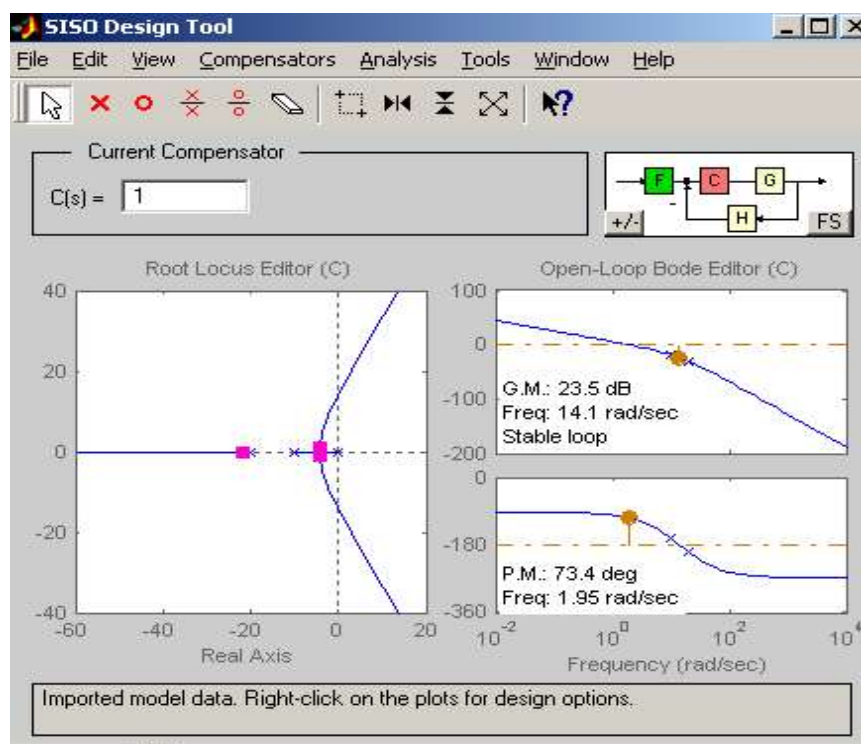 SISO Design Tool
File Edit View Compensators Analysis Tools Window Help
Current Compensator
C(s) = 1
F C G
H
+/- FS
Root Locus Editor (C)
40
20
0
-20
-40
-60 -40 -20 0 20
Real Axis
Open-Loop Bode Editor (C)
100
0
-100
-200
G.M.: 23.5 dB
Freq: 14.1 rad/sec
Stable loop
0
-180
-360
P.M.: 73.4 deg
Freq: 1.95 rad/sec
10^-2 10^0 10^2 10^4
Frequency (rad/sec)
Imported model data. Right-click on the plots for design options.